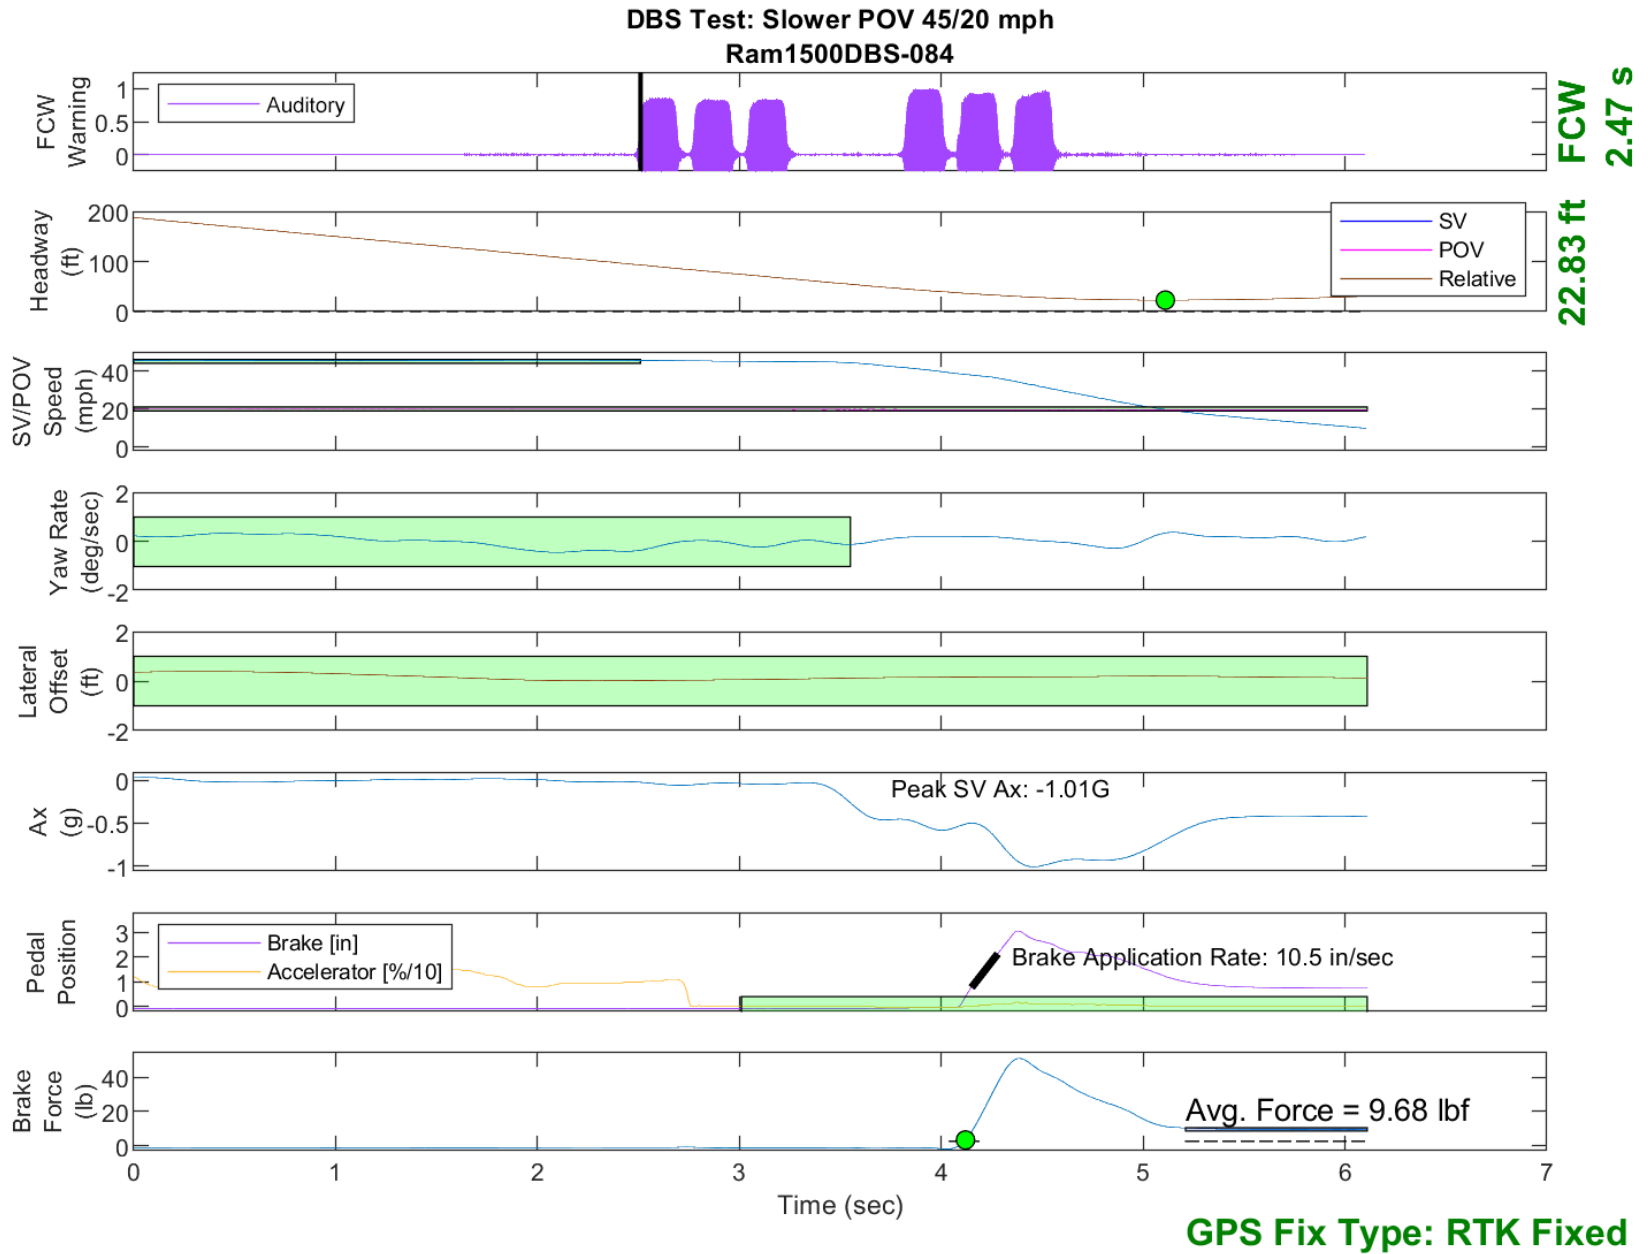 DBS Test: Slower POV 45/20 mph
Ram1500DBS-084
FCW
Warning
1
0.5
0
Auditory
FCW
2.47 s
Headway
(ft)
200
100
0
SV
POV
Relative
22.83 ft
SV/POV
Speed
(mph)
40
20
0
Yaw Rate
(deg/sec)
2
0
-2
Lateral
Offset
(ft)
2
0
-2
Ax
(g)
0
-0.5
-1
Peak SV Ax: -1.01G
Pedal
Position
3
2
1
0
Brake [in]
Accelerator [%/10]
Brake Application Rate: 10.5 in/sec
Brake
Force
(lb)
40
20
0
Avg. Force = 9.68 lbf
0 1 2 3 4 5 6 7
Time (sec)
GPS Fix Type: RTK Fixed